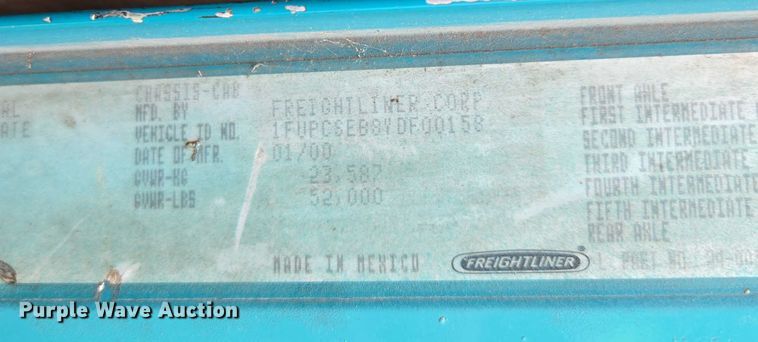 CHASSIS-CAB
MFD. BY FREIGHTLINER CORP
VEHICLE ID NO. 1FUPCSEB8YDF00158
DATE OF MFR. 01/00
GVWR-KG 23,587
GVWR-LBS 52,000
FRONT AXLE
FIRST INTERMEDIATE
SECOND INTERMEDIATE
THIRD INTERMEDIATE
FOURTH INTERMEDIATE
FIFTH INTERMEDIATE
REAR AXLE
MADE IN MEXICO
FREIGHTLINER
PART NO.
Purple Wave Auction